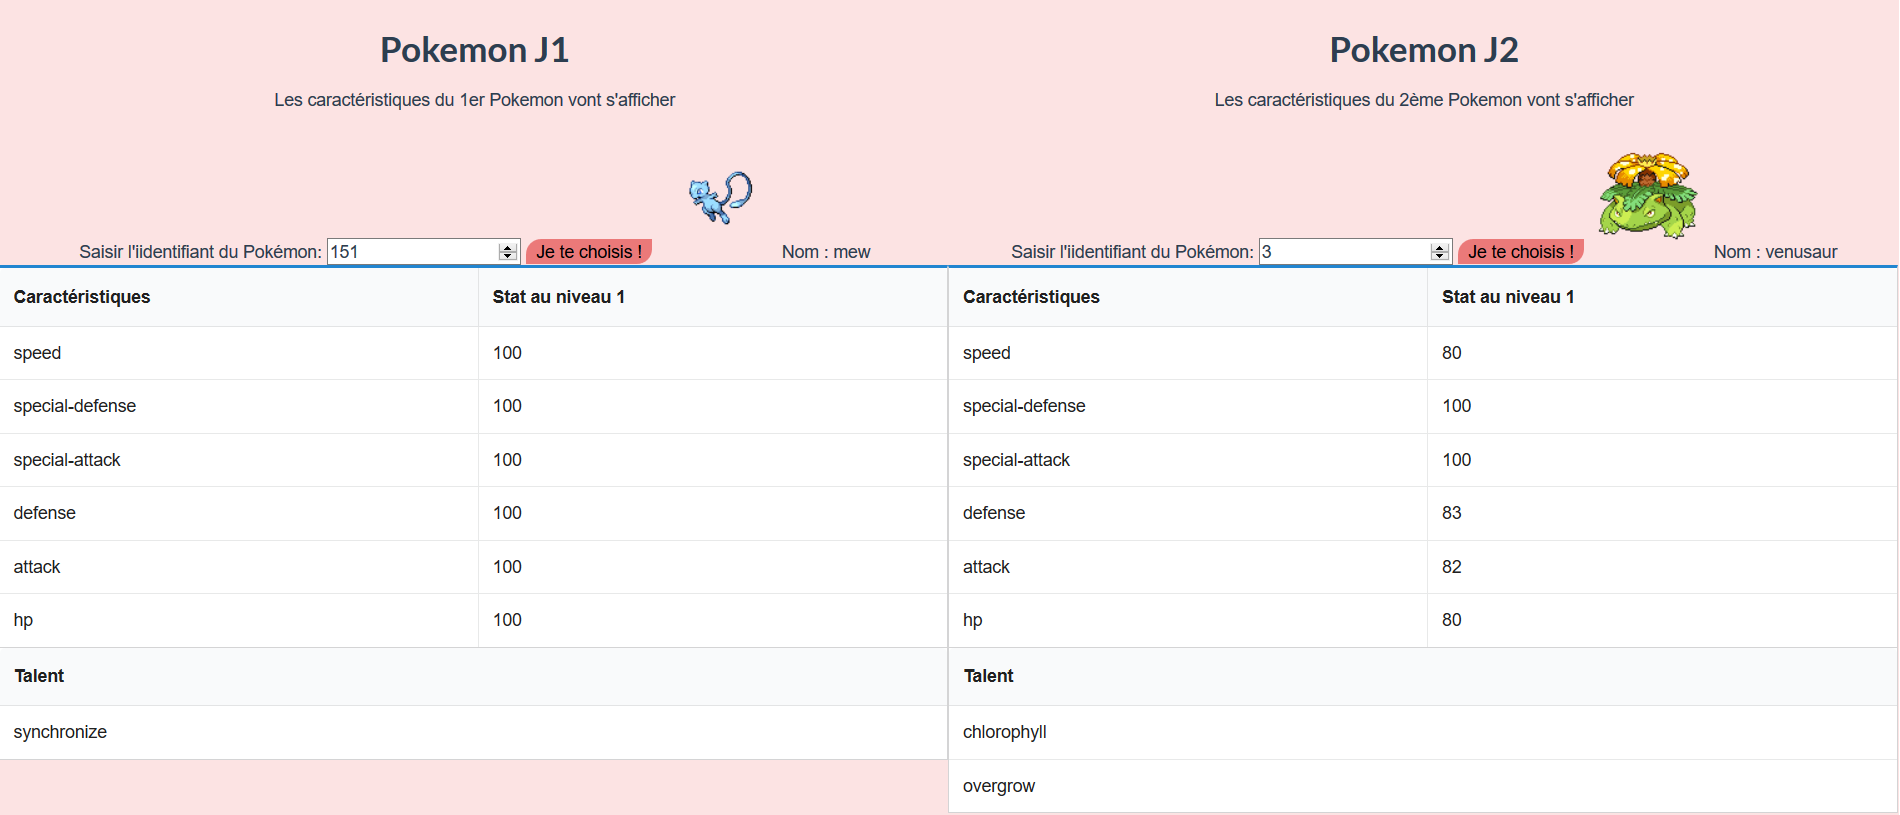 Pokemon J1
Les caractéristiques du 1er Pokemon vont s'afficher
Saisir l'iidentifiant du Pokémon: 151 Je te choisis ! Nom : mew
Caractéristiques Stat au niveau 1
speed 100
special-defense 100
special-attack 100
defense 100
attack 100
hp 100
Talent
synchronize
Pokemon J2
Les caractéristiques du 2ème Pokemon vont s'afficher
Saisir l'iidentifiant du Pokémon: 3 Je te choisis ! Nom : venusaur
Caractéristiques Stat au niveau 1
speed 80
special-defense 100
special-attack 100
defense 83
attack 82
hp 80
Talent
chlorophyll
overgrow